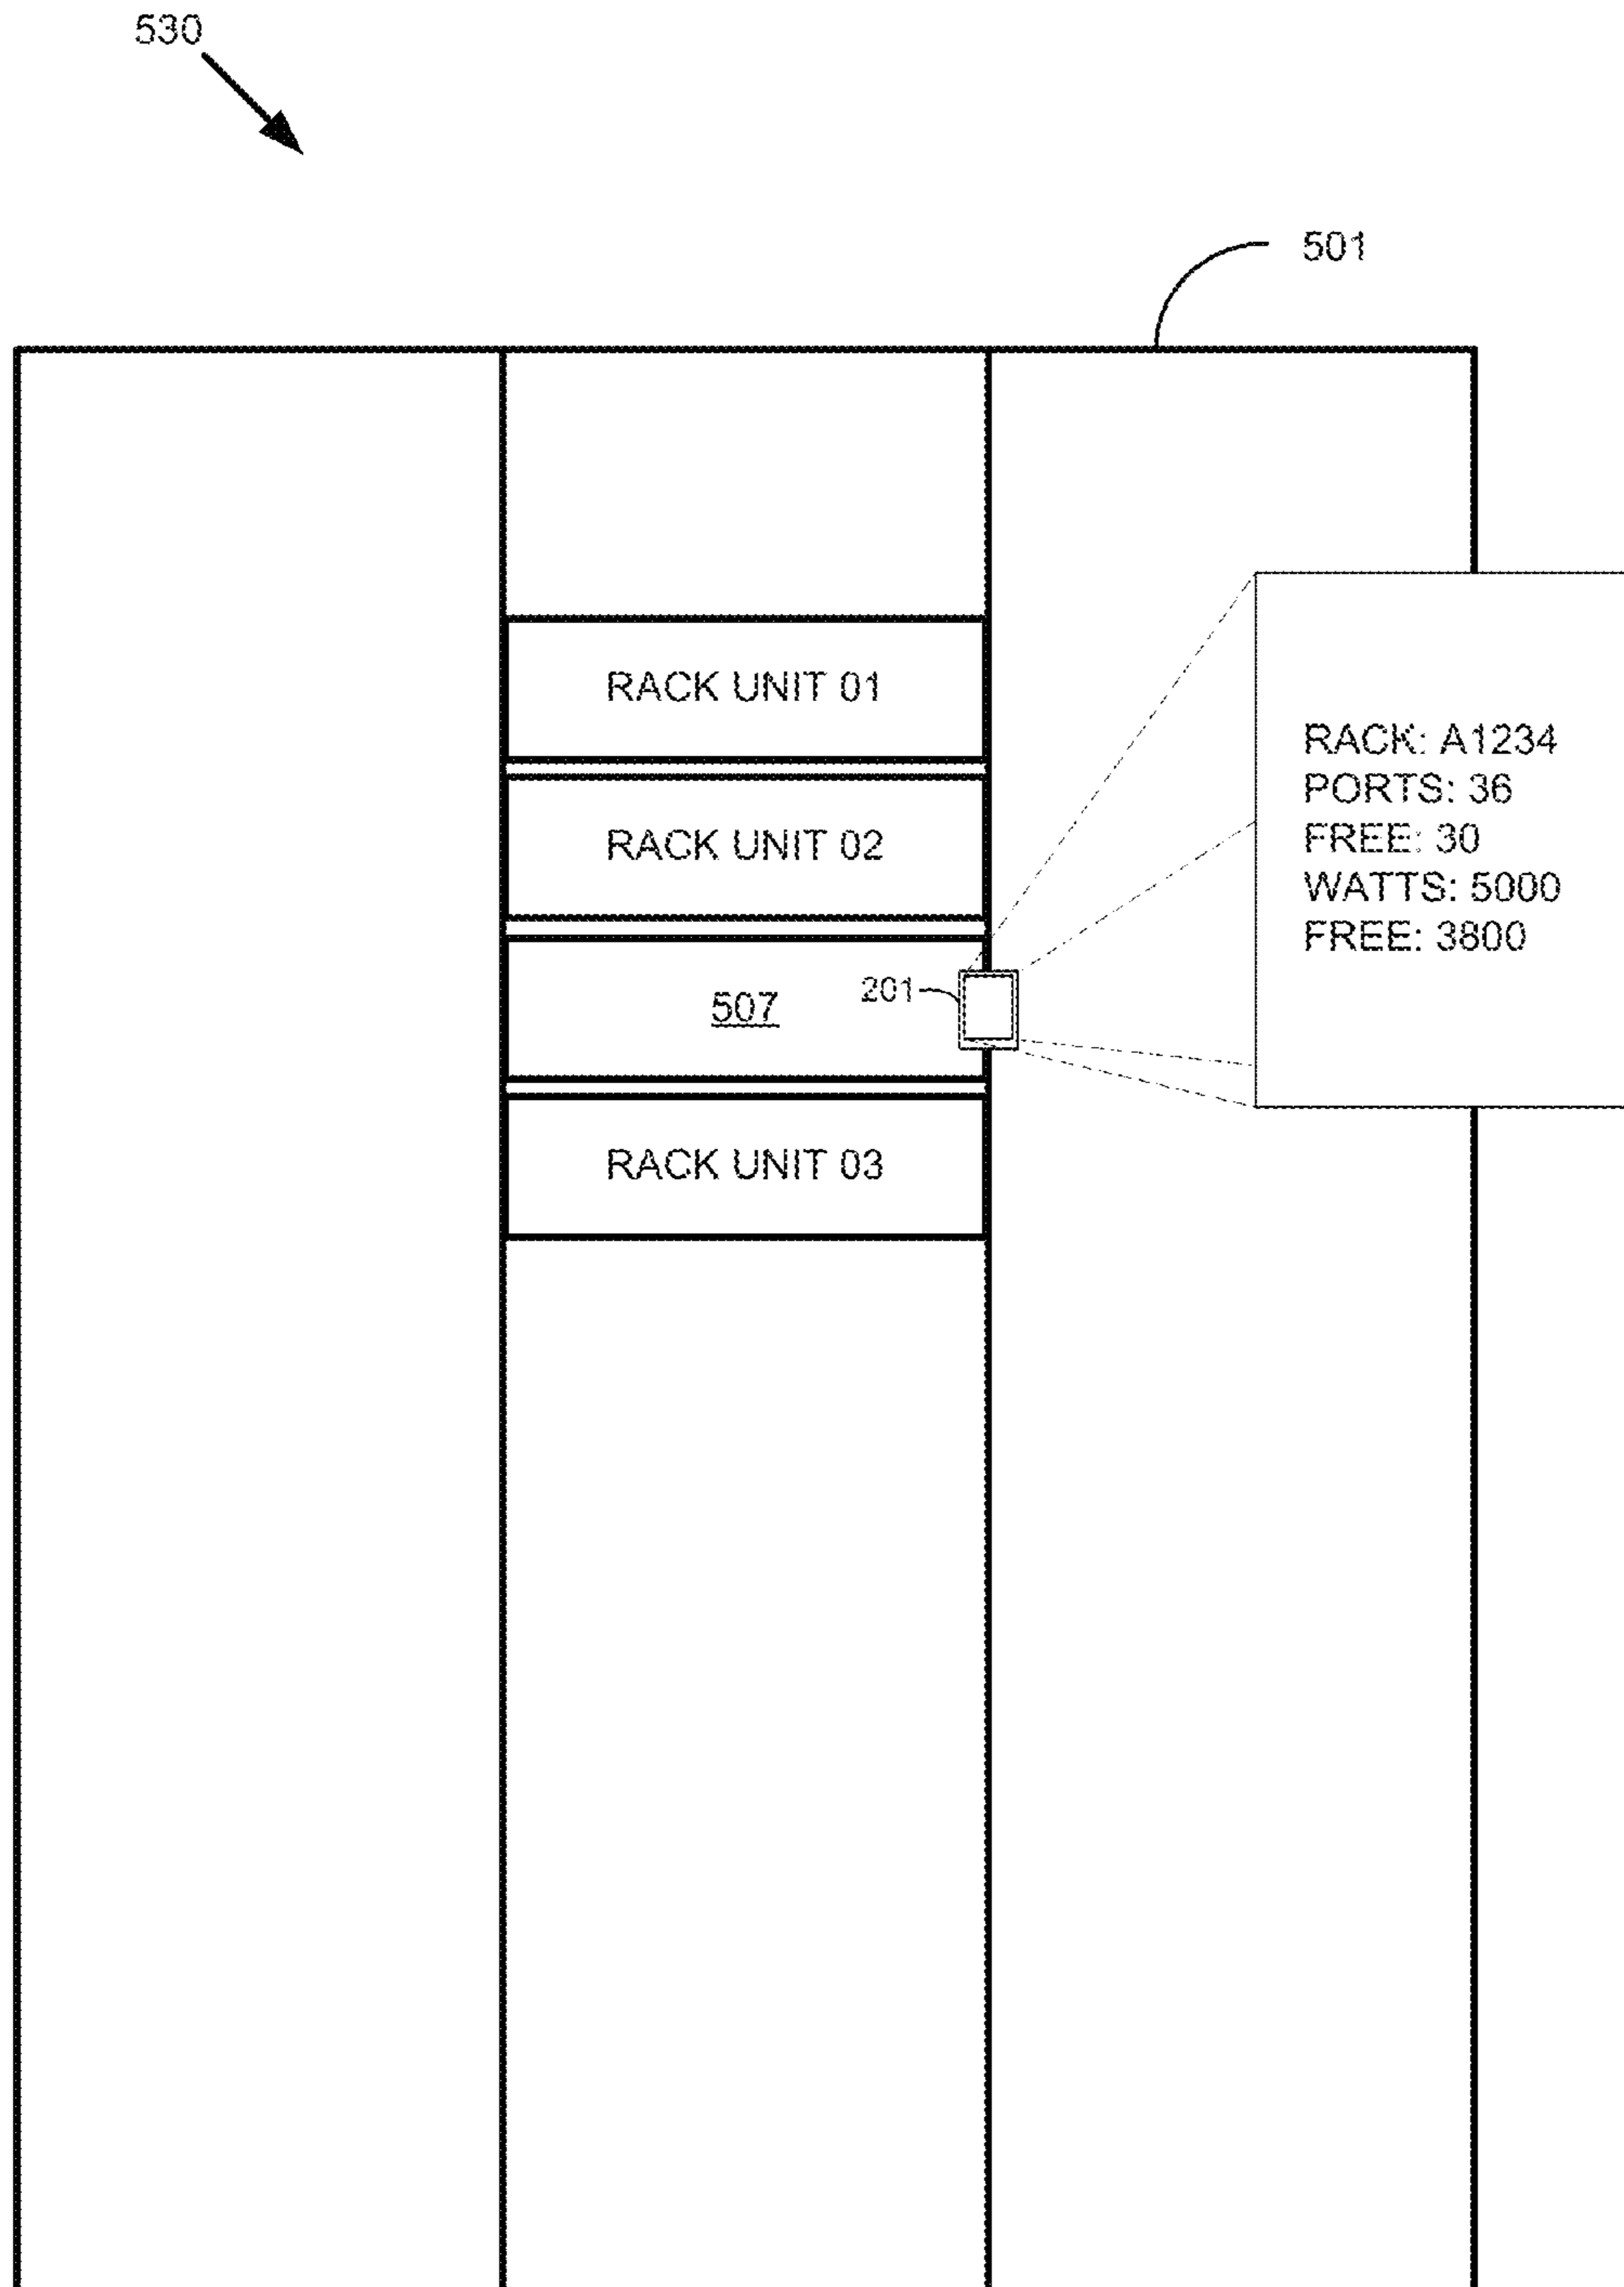 530
501
RACK UNIT 01
RACK UNIT 02
507
201
RACK UNIT 03
RACK: A1234
PORTS: 36
FREE: 30
WATTS: 5000
FREE: 3800